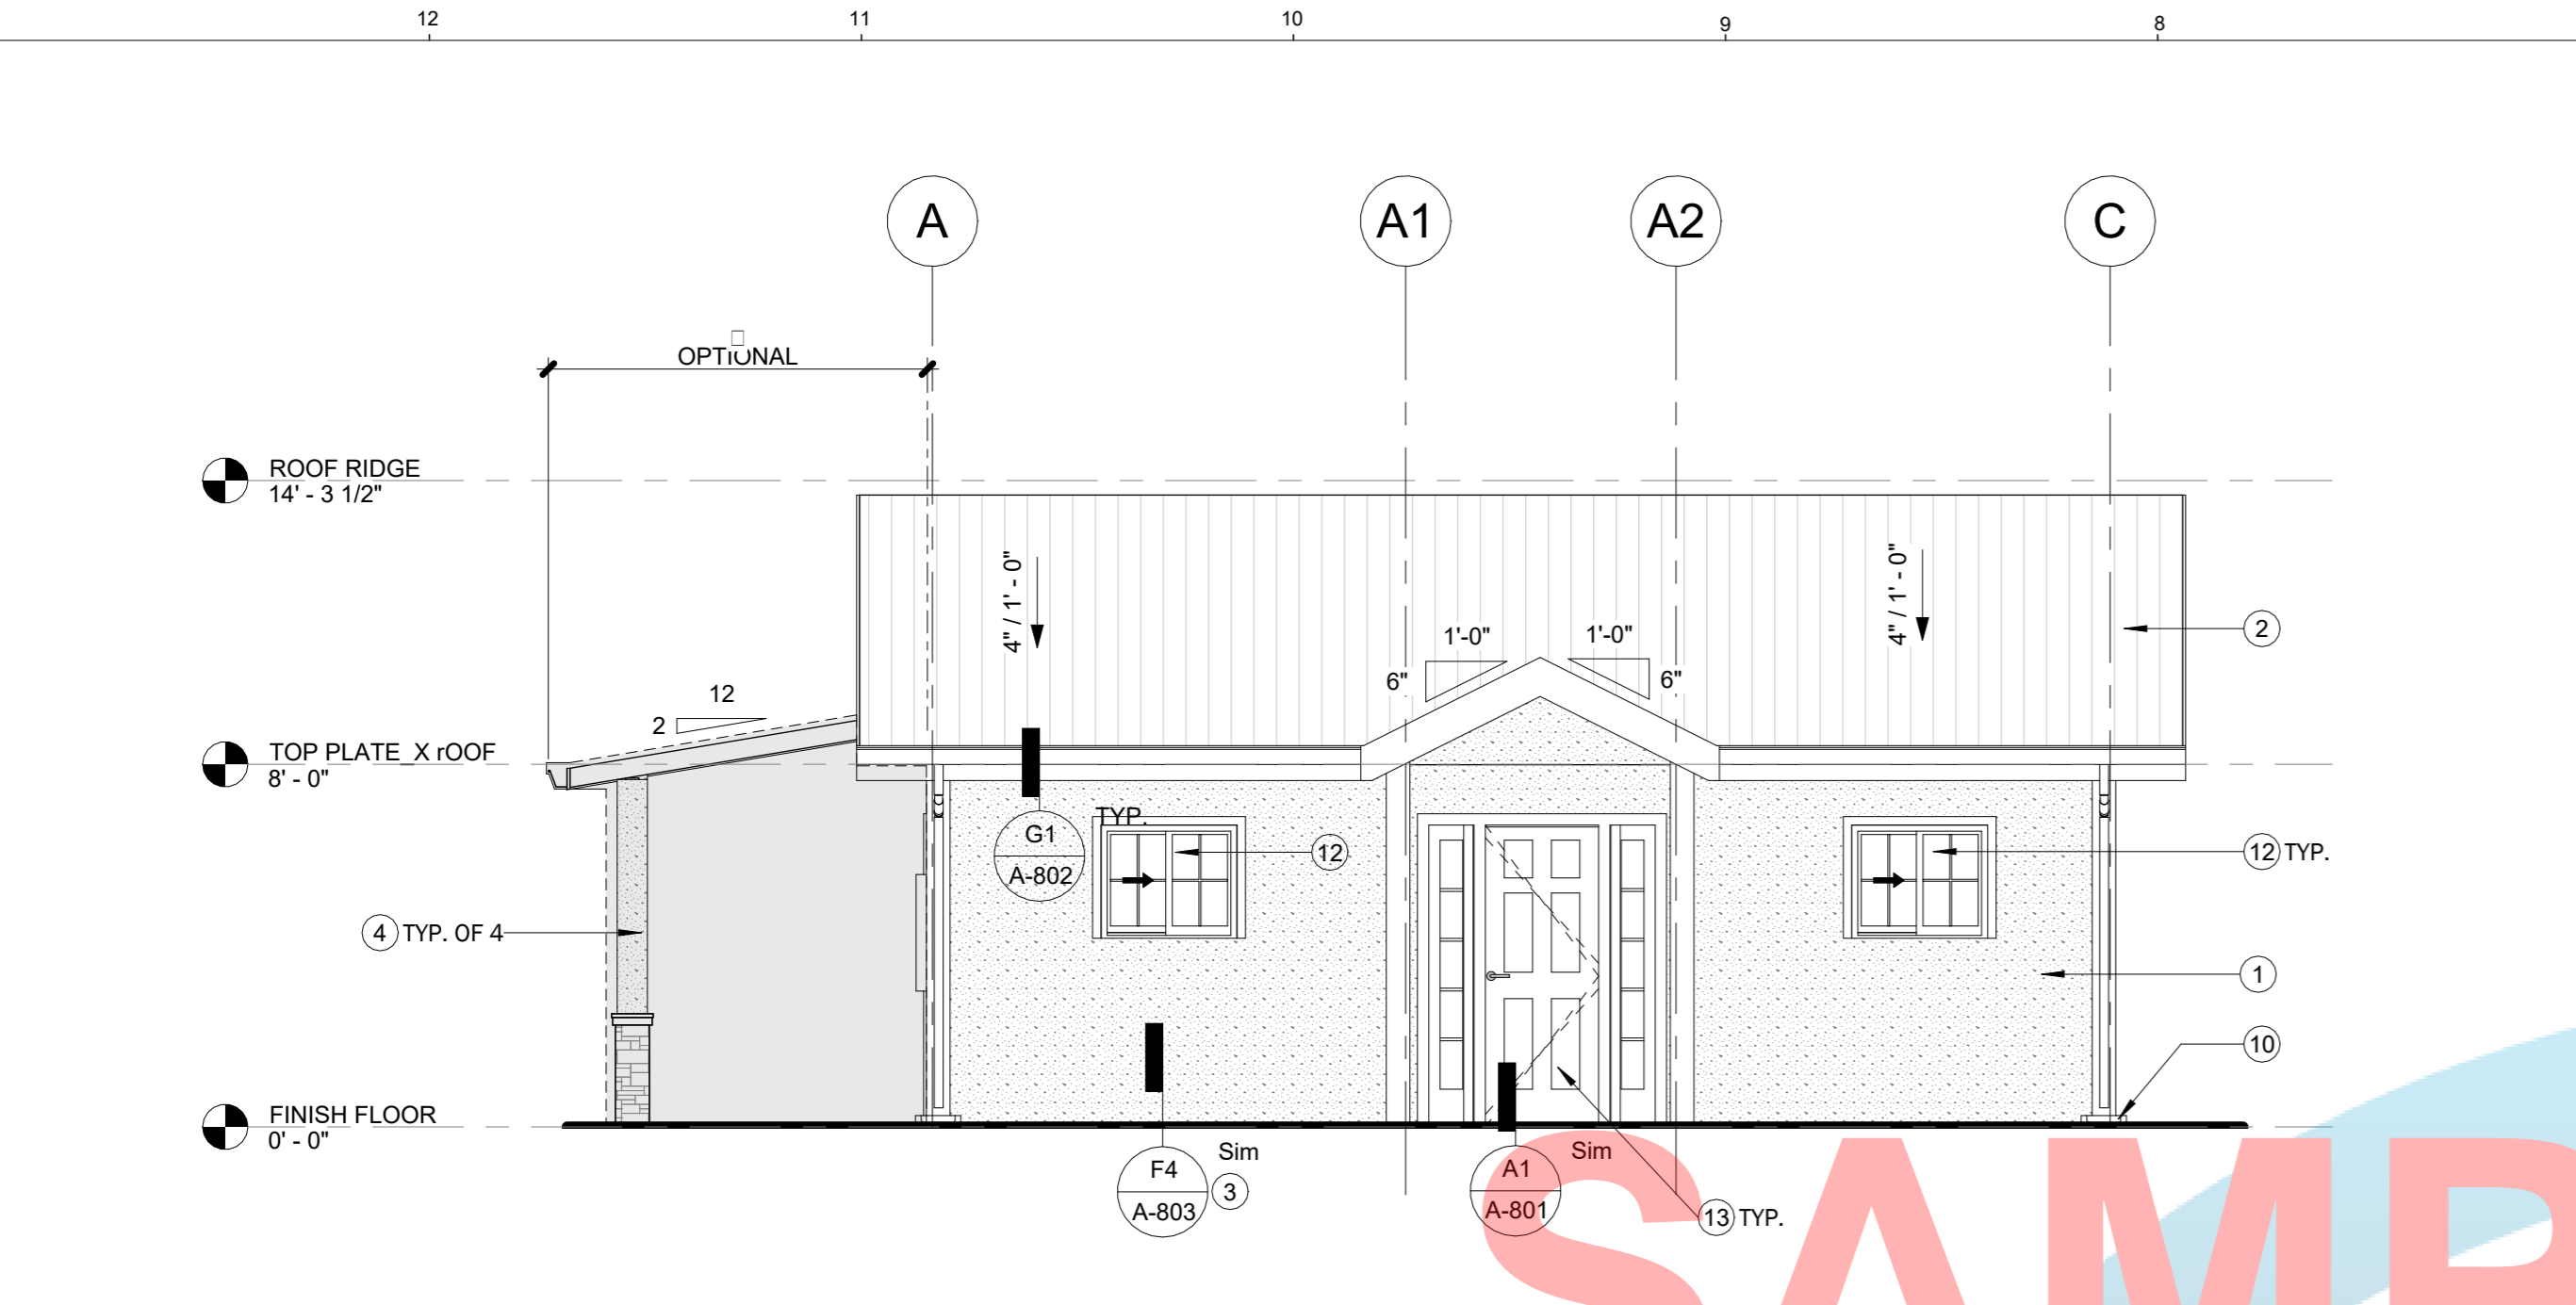 12
11
10
9
8
A
A1
A2
C
OPTIONAL
ROOF RIDGE
14' - 3 1/2"
4" / 1' - 0"
4" / 1' - 0"
1'-0"
1'-0"
6"
6"
2
12
2
TOP PLATE_X rOOF
8' - 0"
TYP.
G1
A-802
12
12 TYP.
4 TYP. OF 4
1
10
FINISH FLOOR
0' - 0"
F4
A-803
Sim
3
A1
A-801
Sim
13 TYP.
SAMP